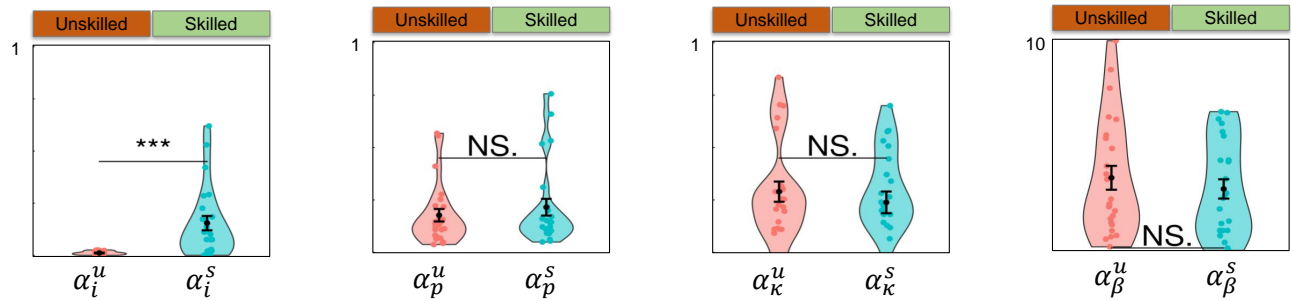 Unskilled Skilled Unskilled Skilled Unskilled Skilled Unskilled Skilled
1 1 1 10
*** NS. NS. NS.
α_i^u α_i^s α_p^u α_p^s α_κ^u α_κ^s α_β^u α_β^s